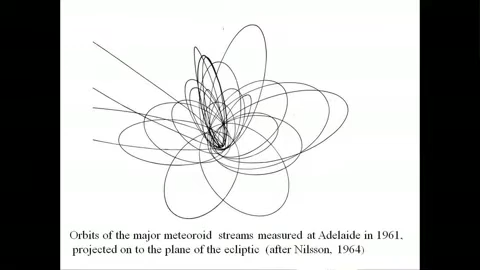 Orbits of the major meteoroid streams measured at Adelaide in 1961,
projected on to the plane of the ecliptic (after Nilsson, 1964)